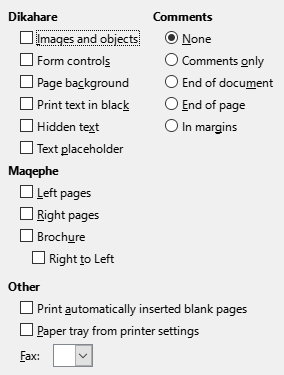 Dikahare
Images and objects
Form controls
Page background
Print text in black
Hidden text
Text placeholder
Comments
None
Comments only
End of document
End of page
In margins
Maqephe
Left pages
Right pages
Brochure
Right to Left
Other
Print automatically inserted blank pages
Paper tray from printer settings
Fax: